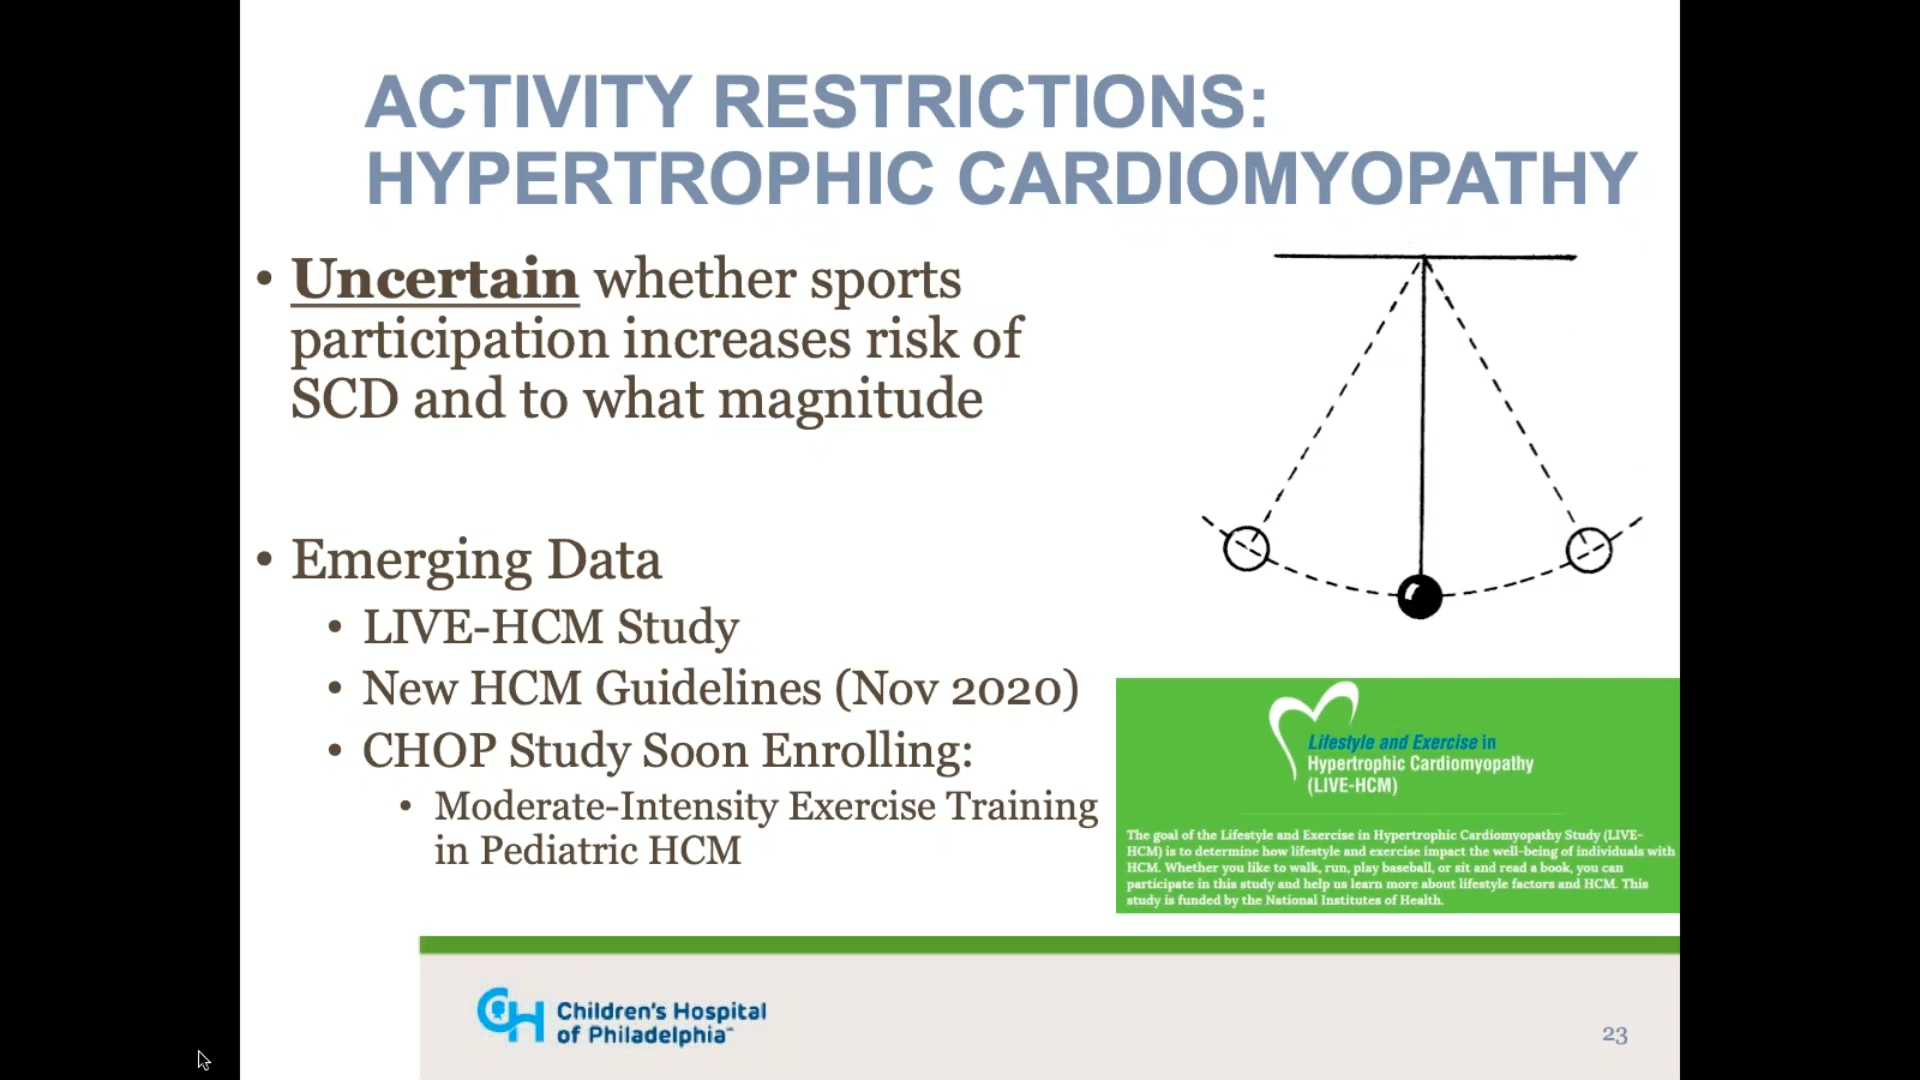 ACTIVITY RESTRICTIONS:
HYPERTROPHIC CARDIOMYOPATHY
• Uncertain whether sports
participation increases risk of
SCD and to what magnitude
• Emerging Data
• LIVE-HCM Study
• New HCM Guidelines (Nov 2020)
• CHOP Study Soon Enrolling:
• Moderate-Intensity Exercise Training
in Pediatric HCM
Lifestyle and Exercise in
Hypertrophic Cardiomyopathy
(LIVE-HCM)
The goal of the Lifestyle and Exercise in Hypertrophic Cardiomyopathy Study (LIVE-
HCM) is to determine how lifestyle and exercise impact the well-being of individuals with
HCM. Whether you like to walk, run, play baseball, or sit and read a book, you can
participate in this study and help us learn more about lifestyle factors and HCM. This
study is funded by the National Institutes of Health.
CH Children's Hospital
of Philadelphia™
23